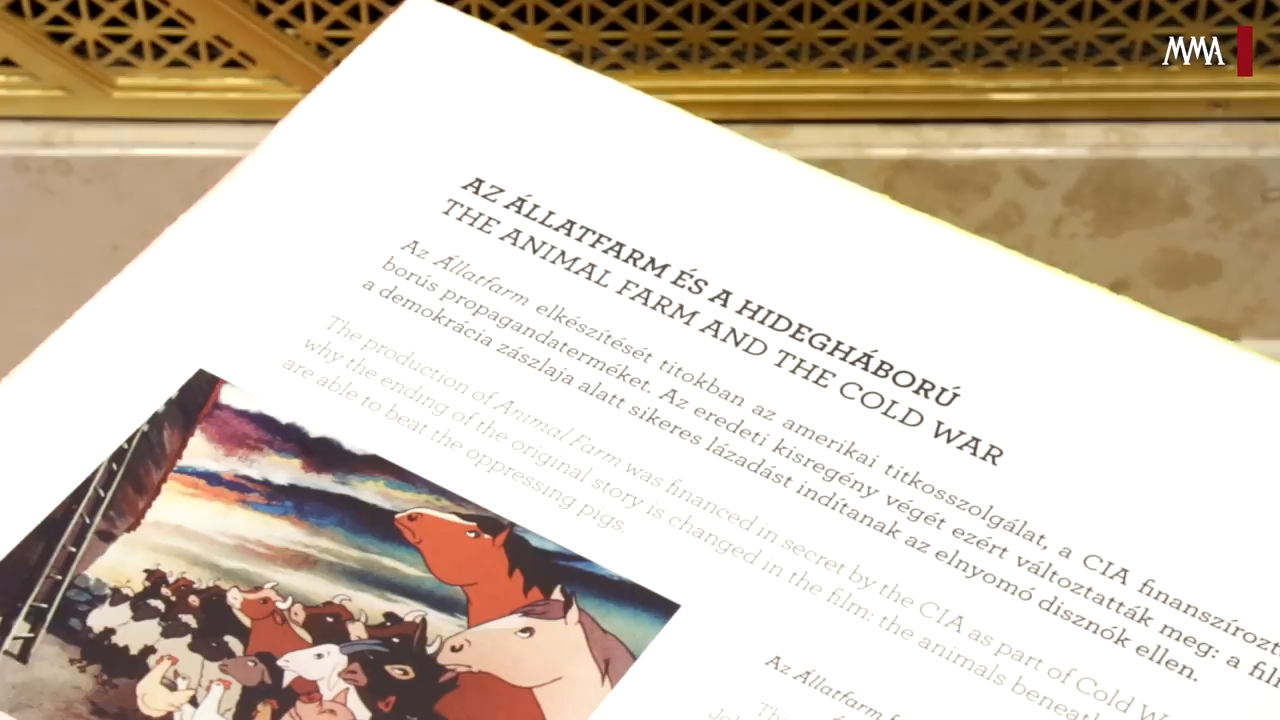 MMA
AZ ÁLLATFARM ÉS A HIDEGHÁBORÚ
THE ANIMAL FARM AND THE COLD WAR
Az Állatfarm elkészítését titokban az amerikai titkosszolgálat, a CIA
borús propagandaterméket. Az eredeti kisregény végét ezért változtatták meg: a
a demokrácia zászlaja alatt sikeres lázadást indítanak az elnyomó disznók ellen.
The production of Animal Farm was financed in secret by the CIA as part of Cold
why the ending of the original story is changed in the film: the animals
are able to beat the oppressing pigs.
Az Állatfarm